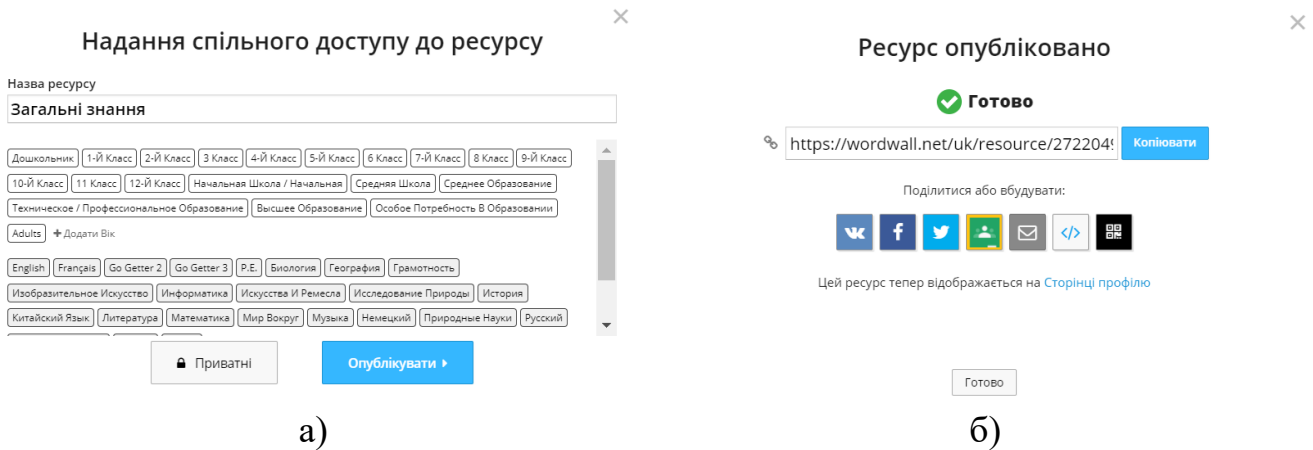 Надання спільного доступу до ресурсу
Назва ресурсу
Загальні знання
Дошкольник 1-Й Класс 2-Й Класс 3 Класс 4-Й Класс 5-Й Класс 6 Класс 7-Й Класс 8 Класс 9-Й Класс
10-Й Класс 11 Класс 12-Й Класс Начальная Школа / Начальная Средняя Школа Среднее Образование
Техническое / Профессиональное Образование Высшее Образование Особое Потребность В Образовании
Adults + Додати Вік
English Français Go Getter 2 Go Getter 3 P.E. Биология География Грамотность
Изобразительное Искусство Информатика Искусства И Ремесла Исследование Природы История
Китайский Язык Литература Математика Мир Вокруг Музыка Немецкий Природные Науки Русский
Приватні Опублікувати
а)
Ресурс опубліковано
Готово
https://wordwall.net/uk/resource/2722049 Копіювати
Поділитися або вбудувати:
Цей ресурс тепер відображається на Сторінці профілю
Готово
б)